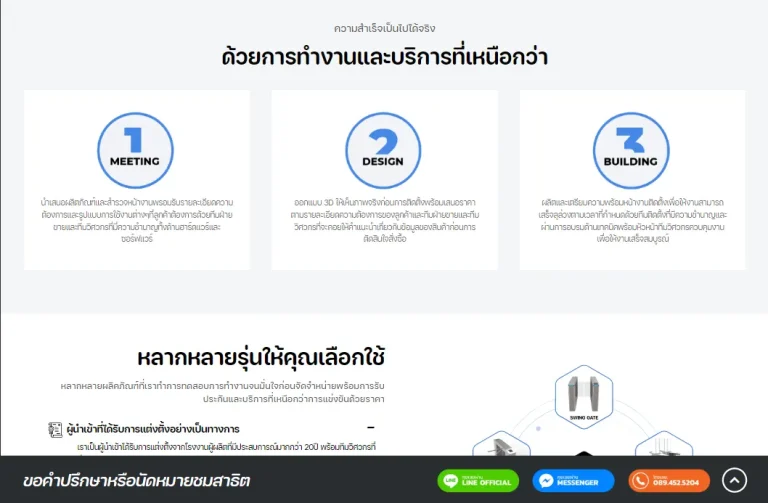 ความสำเร็จเป็นไปได้จริง
ด้วยการทำงานและบริการที่เหนือกว่า
1
MEETING
นำเสนอผลิตภัณฑ์และสำรวจหน้างานพรอมรับรายละเอียดความ
ต้องการและรูปแบบการใช้งานต่างๆที่ลูกค้าต้องการด้วยทีมฝ่าย
ขายและทีมวิศวกรที่มีความชำนาญทั้งด้านฮาร์ดแวร์และ
ซอร์ฟแวร์
2
DESIGN
ออกแบบ 3D ให้เห็นภาพจริงก่อนการติดตั้งพร้อมเสนอราคา
ตามรายละเอียดความต้องการของลูกค้าและทีมฝ่ายขายและทีม
วิศวกรที่จะคอยให้คำแนะนำเกี่ยวกับข้อมูลของสินค้าก่อนการ
ตัดสินใจสั่งซื้อ
3
BUILDING
ผลิตและเตรียมความพร้อมหน้างานติดตั้งเพื่อให้งานสามารถ
เสร็จลุล่วงตามเวลาที่กำหนดด้วยทีมติดตั้งที่มีความชำนาญและ
ผ่านการอบรมด้านเทคนิคพร้อมหัวหน้าทีมวิศวกรควบคุมงาน
เพื่อให้งานเสร็จสมบูรณ์
หลากหลายรุ่นให้คุณเลือกใช้
หลากหลายผลิตภัณฑ์ที่เราทำการทดสอบการทำงานจนมั่นใจก่อนจัดจำหน่ายพร้อมการรับ
ประกันและบริการที่เหนือกว่าการแข่งขันด้วยราคา
ผู้นำเข้าที่ได้รับการแต่งตั้งอย่างเป็นทางการ
เราเป็นผู้นำเข้าได้รับการแต่งตั้งจากโรงงานผู้ผลิตที่มีประสบการณ์มากกว่า 20ปี พร้อมทีมวิศวกรที่
SWING GATE
ขอคำปรึกษาหรือนัดหมายชมสาธิต
LINE
LINE OFFICIAL
MESSENGER
089.452.5204